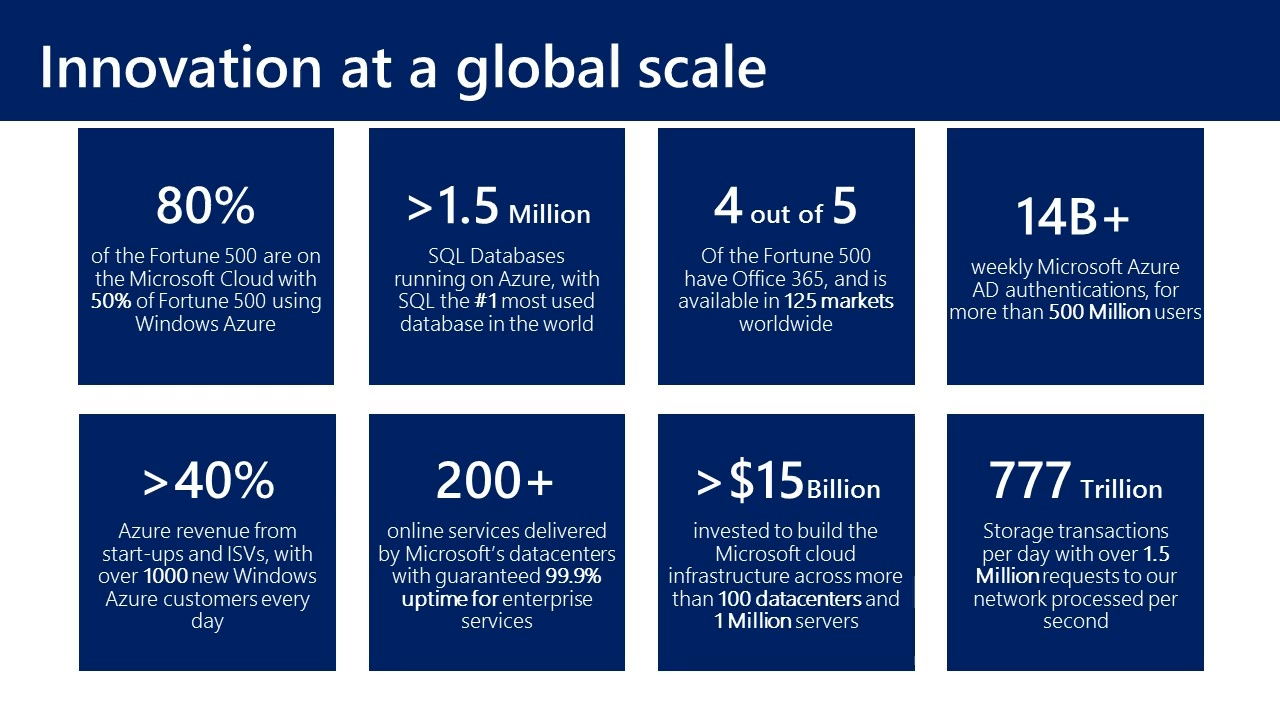 Innovation at a global scale
80%
of the Fortune 500 are on
the Microsoft Cloud with
50% of Fortune 500 using
Windows Azure
>1.5 Million
SQL Databases
running on Azure, with
SQL the #1 most used
database in the world
4 out of 5
Of the Fortune 500
have Office 365, and is
available in 125 markets
worldwide
14B+
weekly Microsoft Azure
AD authentications, for
more than 500 Million users
>40%
Azure revenue from
start-ups and ISVs, with
over 1000 new Windows
Azure customers every
day
200+
online services delivered
by Microsoft’s datacenters
with guaranteed 99.9%
uptime for enterprise
services
>$15Billion
invested to build the
Microsoft cloud
infrastructure across more
than 100 datacenters and
1 Million servers
777 Trillion
Storage transactions
per day with over 1.5
Million requests to our
network processed per
second